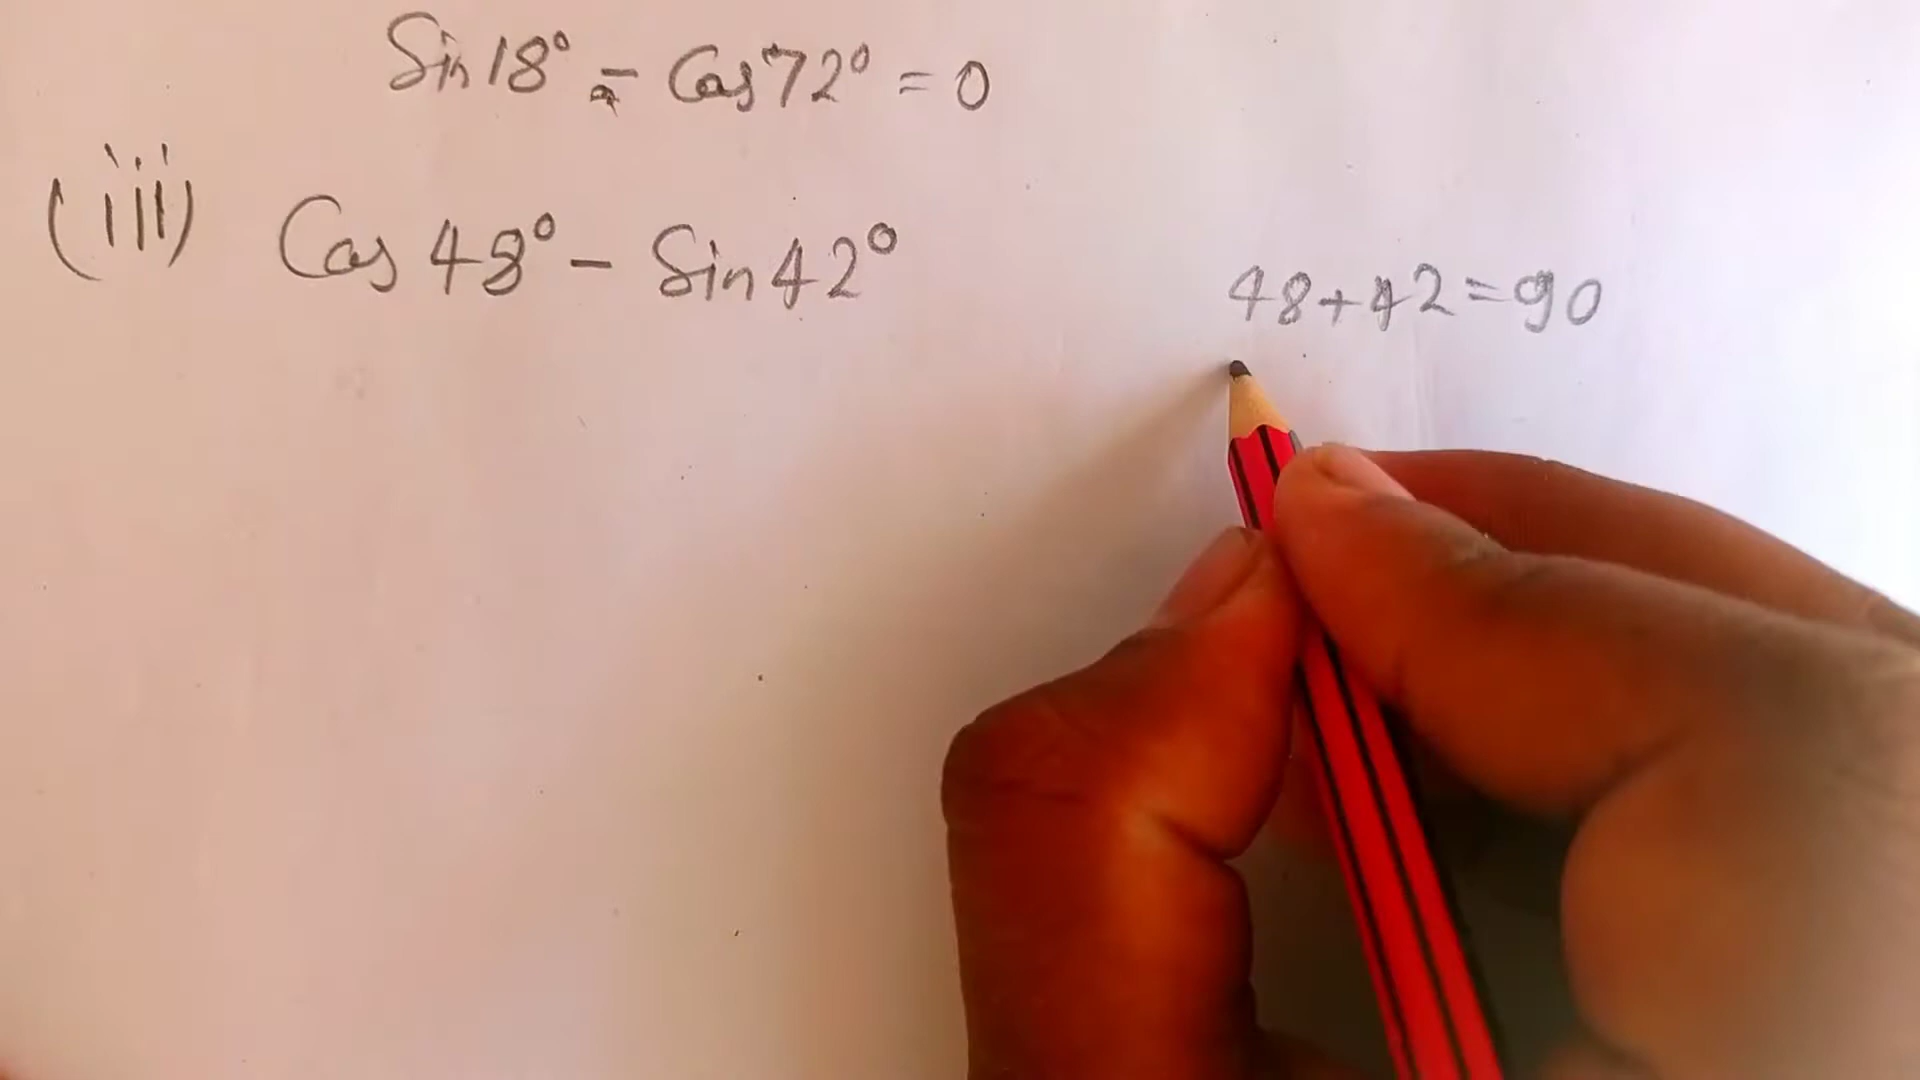 Sin 18° - Cos 72° = 0
(iii) Cos 48° - Sin 42°
48+42=90